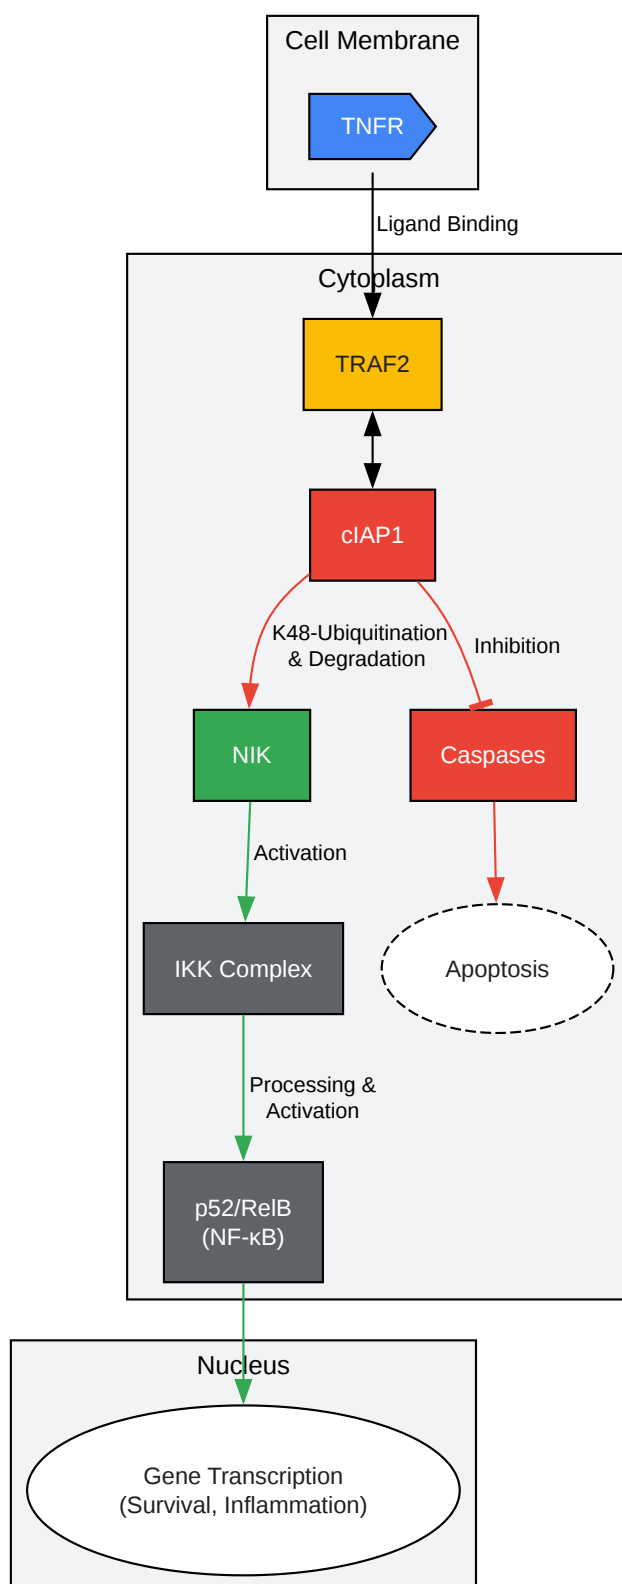 Cell Membrane
TNFR
Ligand Binding
Cytoplasm
TRAF2
cIAP1
K48-Ubiquitination
& Degradation
Inhibition
NIK
Caspases
Activation
IKK Complex
Apoptosis
Processing &
Activation
p52/RelB
(NF-κB)
Nucleus
Gene Transcription
(Survival, Inflammation)